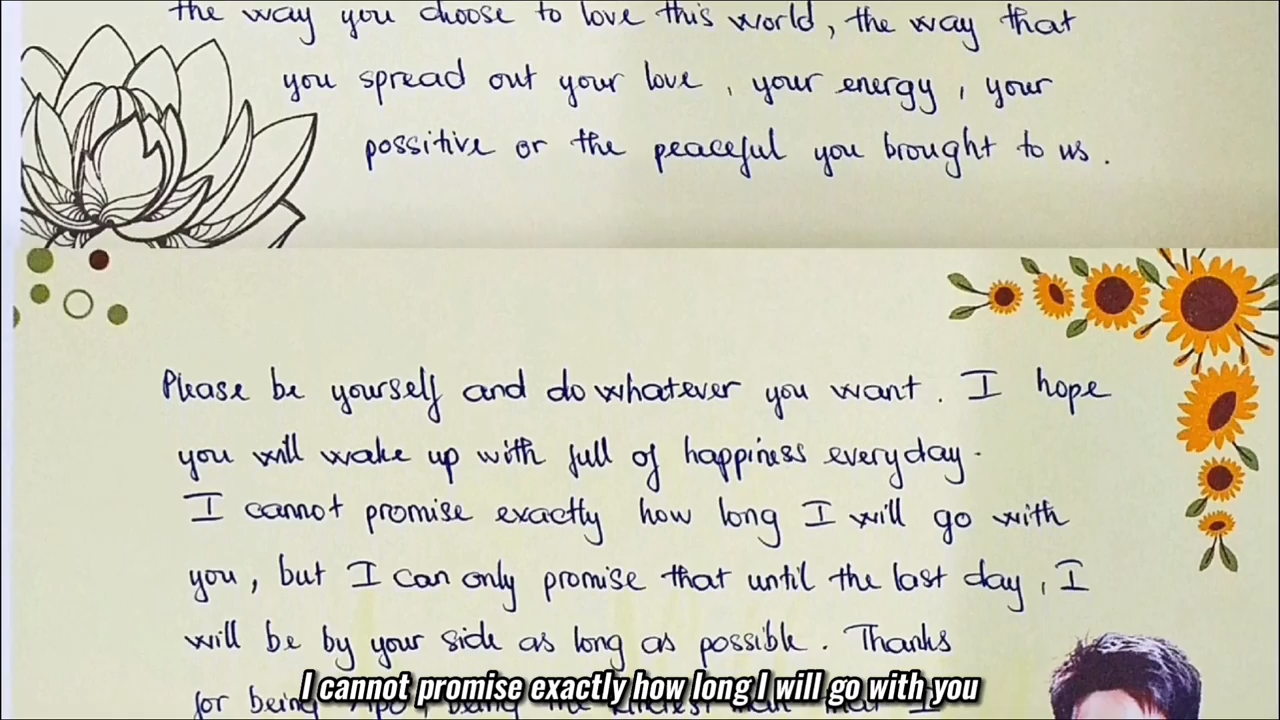 the way you choose to love this world, the way that
you spread out your love, your energy, your
possitive or the peaceful you brought to us.
Please be yourself and do whatever you want. I hope
you will wake up with full of happiness everyday.
I cannot promise exactly how long I will go with
you, but I can only promise that until the last day, I
will be by your side as long as possible. Thanks
for being
I cannot promise exactly how long I will go with you